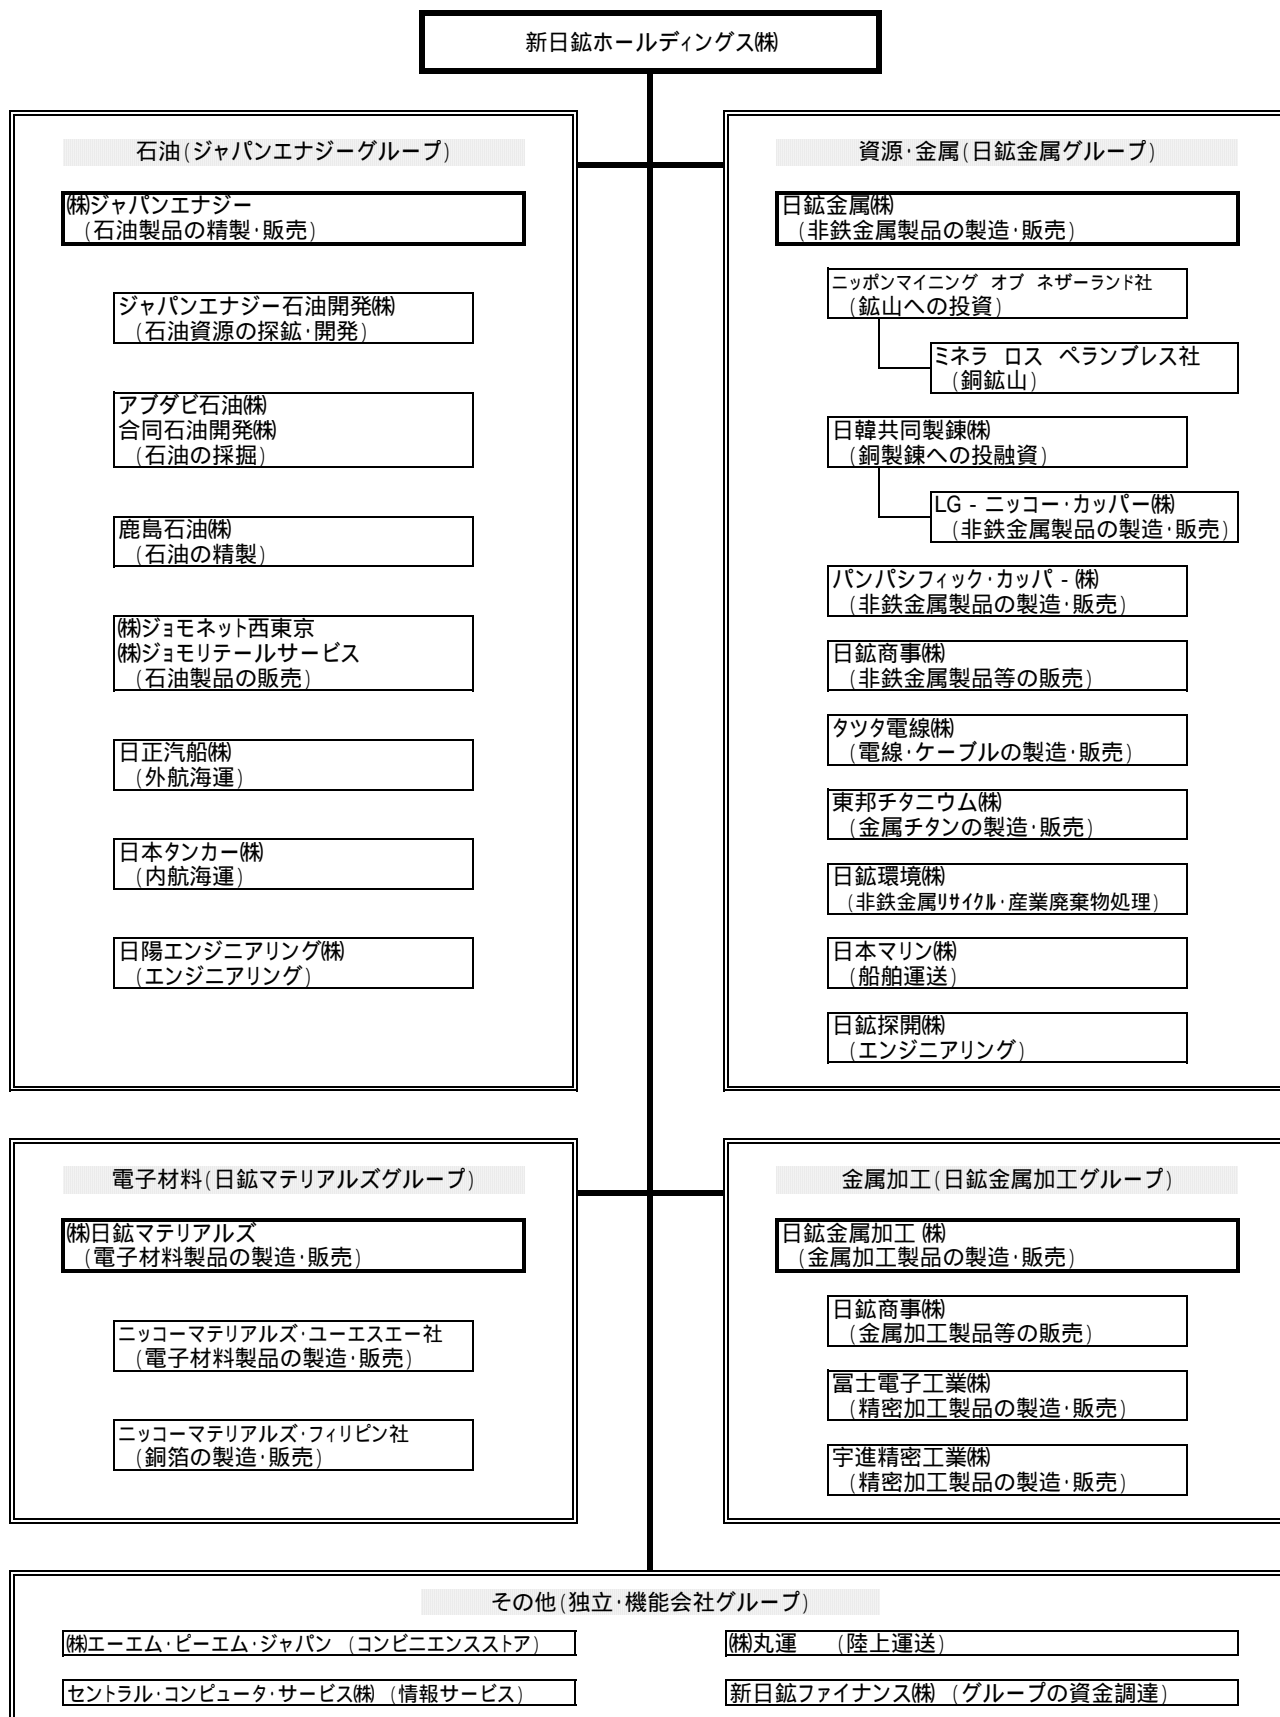 新日鉱ホールディングス㈱
石油(ジャパンエナジーグループ)
㈱ジャパンエナジー
(石油製品の精製・販売)
ジャパンエナジー石油開発㈱
(石油資源の探鉱・開発)
アブダビ石油㈱
合同石油開発㈱
(石油の採掘)
鹿島石油㈱
(石油の精製)
㈱ジョモネット西東京
㈱ジョモリテールサービス
(石油製品の販売)
日正汽船㈱
(外航海運)
日本タンカー㈱
(内航海運)
日陽エンジニアリング㈱
(エンジニアリング)
資源・金属(日鉱金属グループ)
日鉱金属㈱
(非鉄金属製品の製造・販売)
ニッポンマイニング オブ ネザーランド社
(鉱山への投資)
ミネラ ロス ペランブレス社
(銅鉱山)
日韓共同製錬㈱
(銅製錬への投融資)
LG - ニッコー・カッパー㈱
(非鉄金属製品の製造・販売)
パンパシフィック・カッパ - ㈱
(非鉄金属製品の製造・販売)
日鉱商事㈱
(非鉄金属製品等の販売)
タツタ電線㈱
(電線・ケーブルの製造・販売)
東邦チタニウム㈱
(金属チタンの製造・販売)
日鉱環境㈱
(非鉄金属ﾘｻｲｸﾙ・産業廃棄物処理)
日本マリン㈱
(船舶運送)
日鉱探開㈱
(エンジニアリング)
電子材料(日鉱マテリアルズグループ)
㈱日鉱マテリアルズ
(電子材料製品の製造・販売)
ニッコーマテリアルズ・ユーエスエー社
(電子材料製品の製造・販売)
ニッコーマテリアルズ・フィリピン社
(銅箔の製造・販売)
金属加工(日鉱金属加工グループ)
日鉱金属加工 ㈱
(金属加工製品の製造・販売)
日鉱商事㈱
(金属加工製品等の販売)
冨士電子工業㈱
(精密加工製品の製造・販売)
宇進精密工業㈱
(精密加工製品の製造・販売)
その他(独立・機能会社グループ)
㈱エーエム・ピーエム・ジャパン (コンビニエンスストア)
㈱丸運 (陸上運送)
セントラル・コンピュータ・サービス㈱ (情報サービス)
新日鉱ファイナンス㈱ (グループの資金調達)